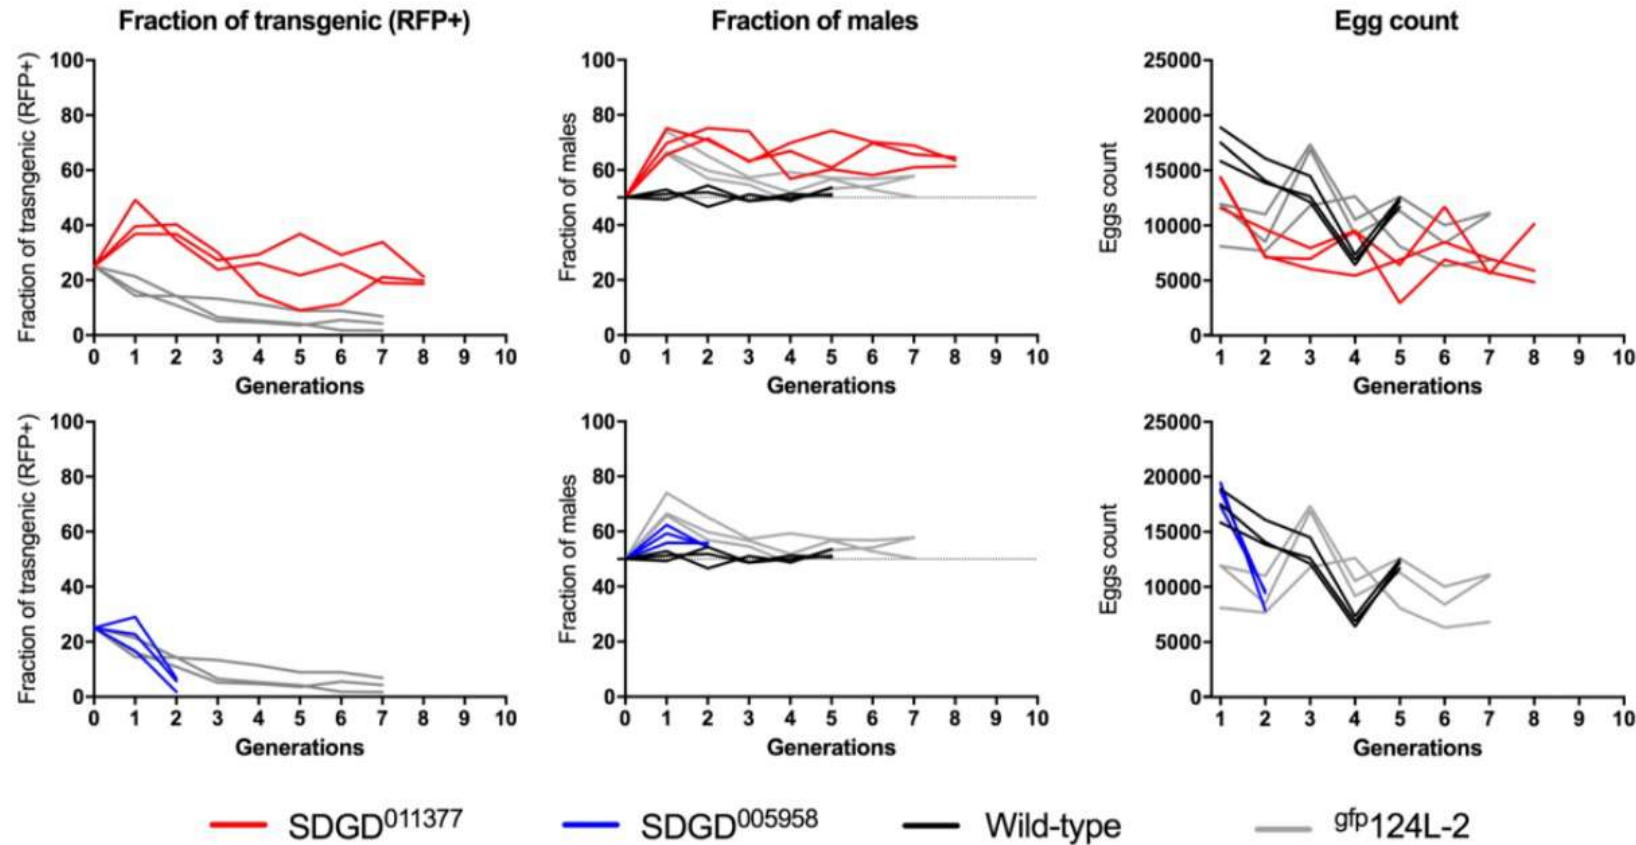 Fraction of transgenic (RFP+)
Fraction of males
Egg count
Fraction of trasngenic (RFP+)
100
80
60
40
20
0
0 1 2 3 4 5 6 7 8 9 10
Generations
Fraction of males
100
80
60
40
20
0
0 1 2 3 4 5 6 7 8 9 10
Generations
Eggs count
25000
20000
15000
10000
5000
0
1 2 3 4 5 6 7 8 9 10
Generations
Fraction of trasngenic (RFP+)
100
80
60
40
20
0
0 1 2 3 4 5 6 7 8 9 10
Generations
Fraction of males
100
80
60
40
20
0
0 1 2 3 4 5 6 7 8 9 10
Generations
Eggs count
25000
20000
15000
10000
5000
0
1 2 3 4 5 6 7 8 9 10
Generations
SDGD011377 SDGD005958 Wild-type gfp124L-2